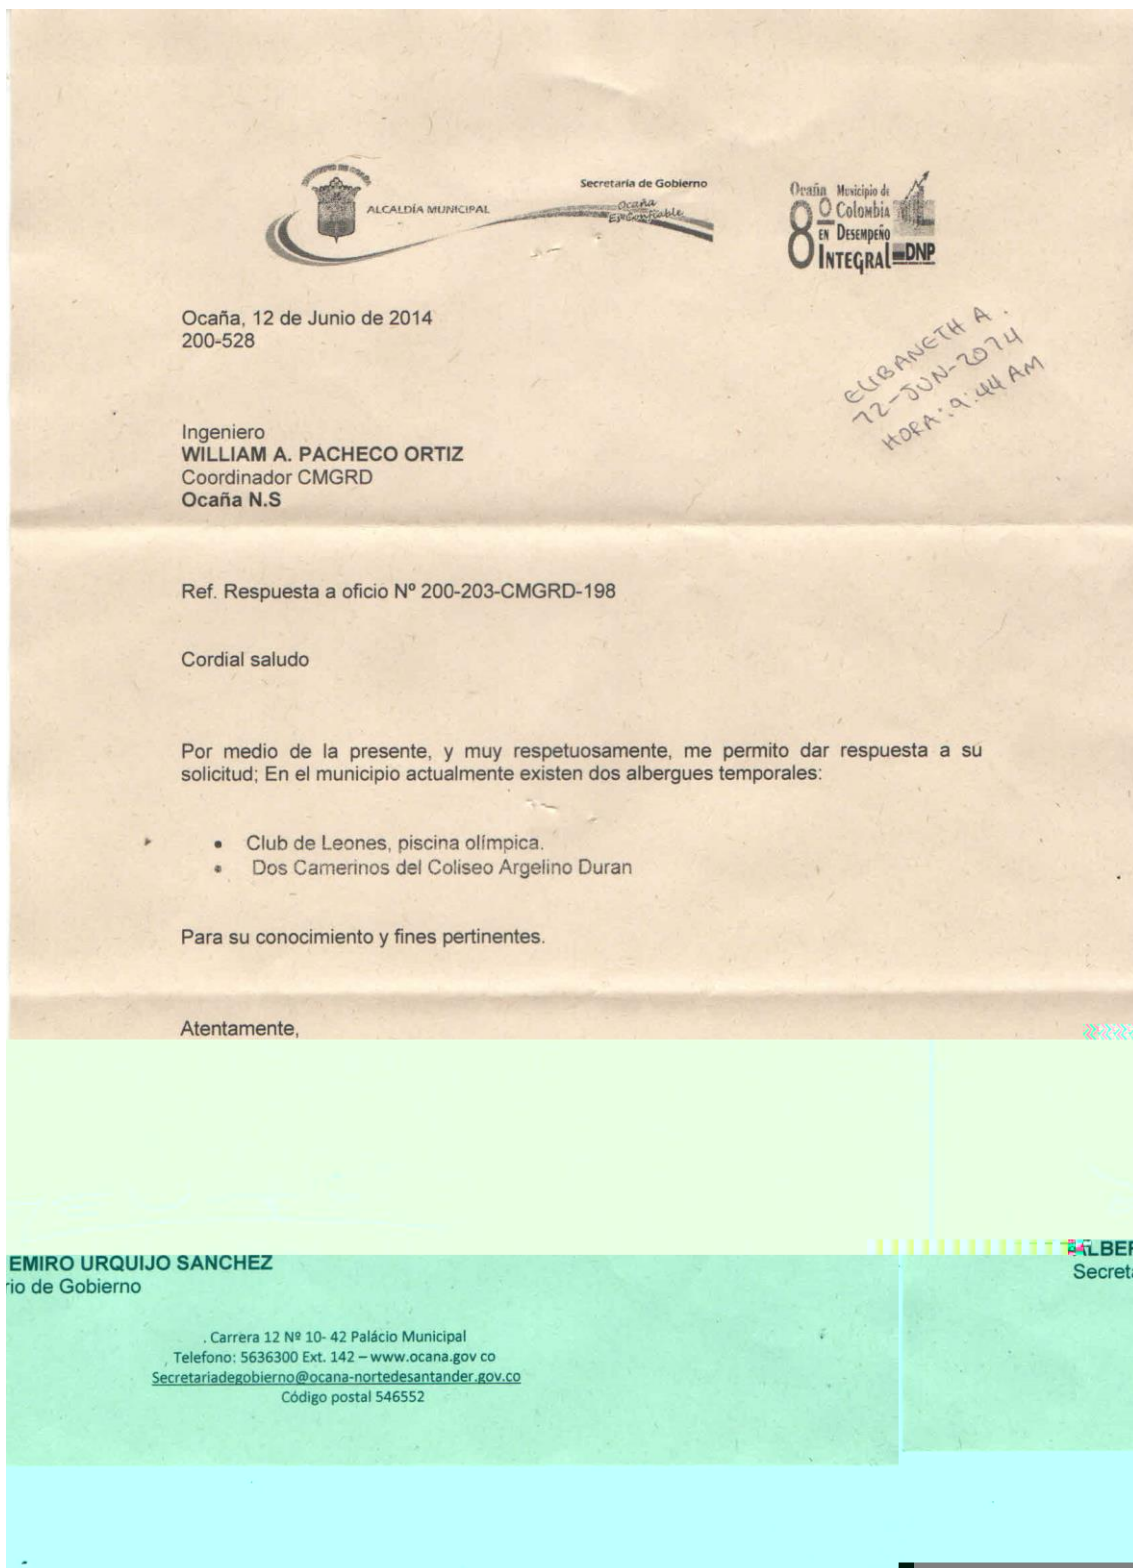 ALCALDÍA MUNICIPAL
Secretaría de Gobierno
Ocaña
Es Confiable
Ocaña Municipio de
8º Colombia
EN Desempeño
INTEGRAL DNP
Ocaña, 12 de Junio de 2014
200-528
ELIBANETH A.
12-JUN-2014
HORA: 9:44 AM
Ingeniero
WILLIAM A. PACHECO ORTIZ
Coordinador CMGRD
Ocaña N.S
Ref. Respuesta a oficio Nº 200-203-CMGRD-198
Cordial saludo
Por medio de la presente, y muy respetuosamente, me permito dar respuesta a su
solicitud; En el municipio actualmente existen dos albergues temporales:
• Club de Leones, piscina olímpica.
• Dos Camerinos del Coliseo Argelino Duran
Para su conocimiento y fines pertinentes.
Atentamente,
EMIRO URQUIJO SANCHEZ
rio de Gobierno
ALBER
Secreta
. Carrera 12 Nº 10- 42 Palácio Municipal
Telefono: 5636300 Ext. 142 – www.ocana.gov co
Secretariadegobierno@ocana-nortedesantander.gov.co
Código postal 546552